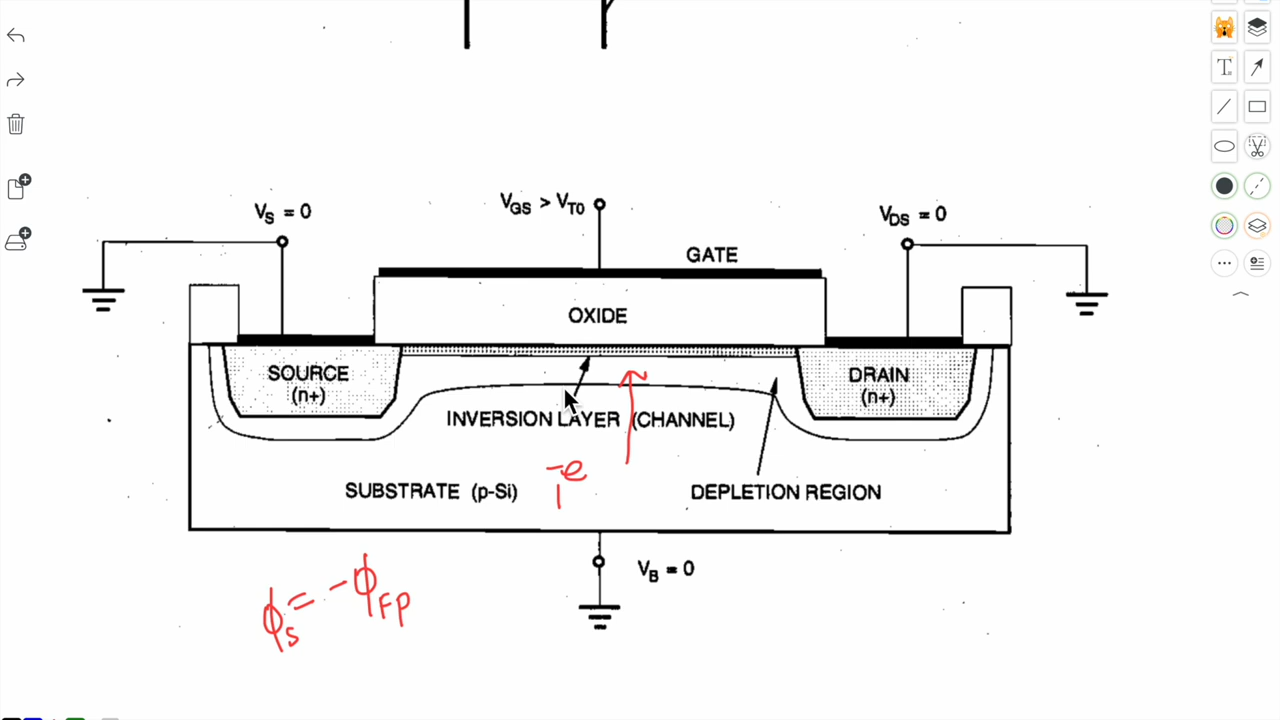 V_S = 0
V_GS > V_T0
V_DS = 0
GATE
OXIDE
SOURCE
(n+)
DRAIN
(n+)
INVERSION LAYER (CHANNEL)
-e
SUBSTRATE (p-Si)
DEPLETION REGION
V_B = 0
ϕ_s = -ϕ_Fp